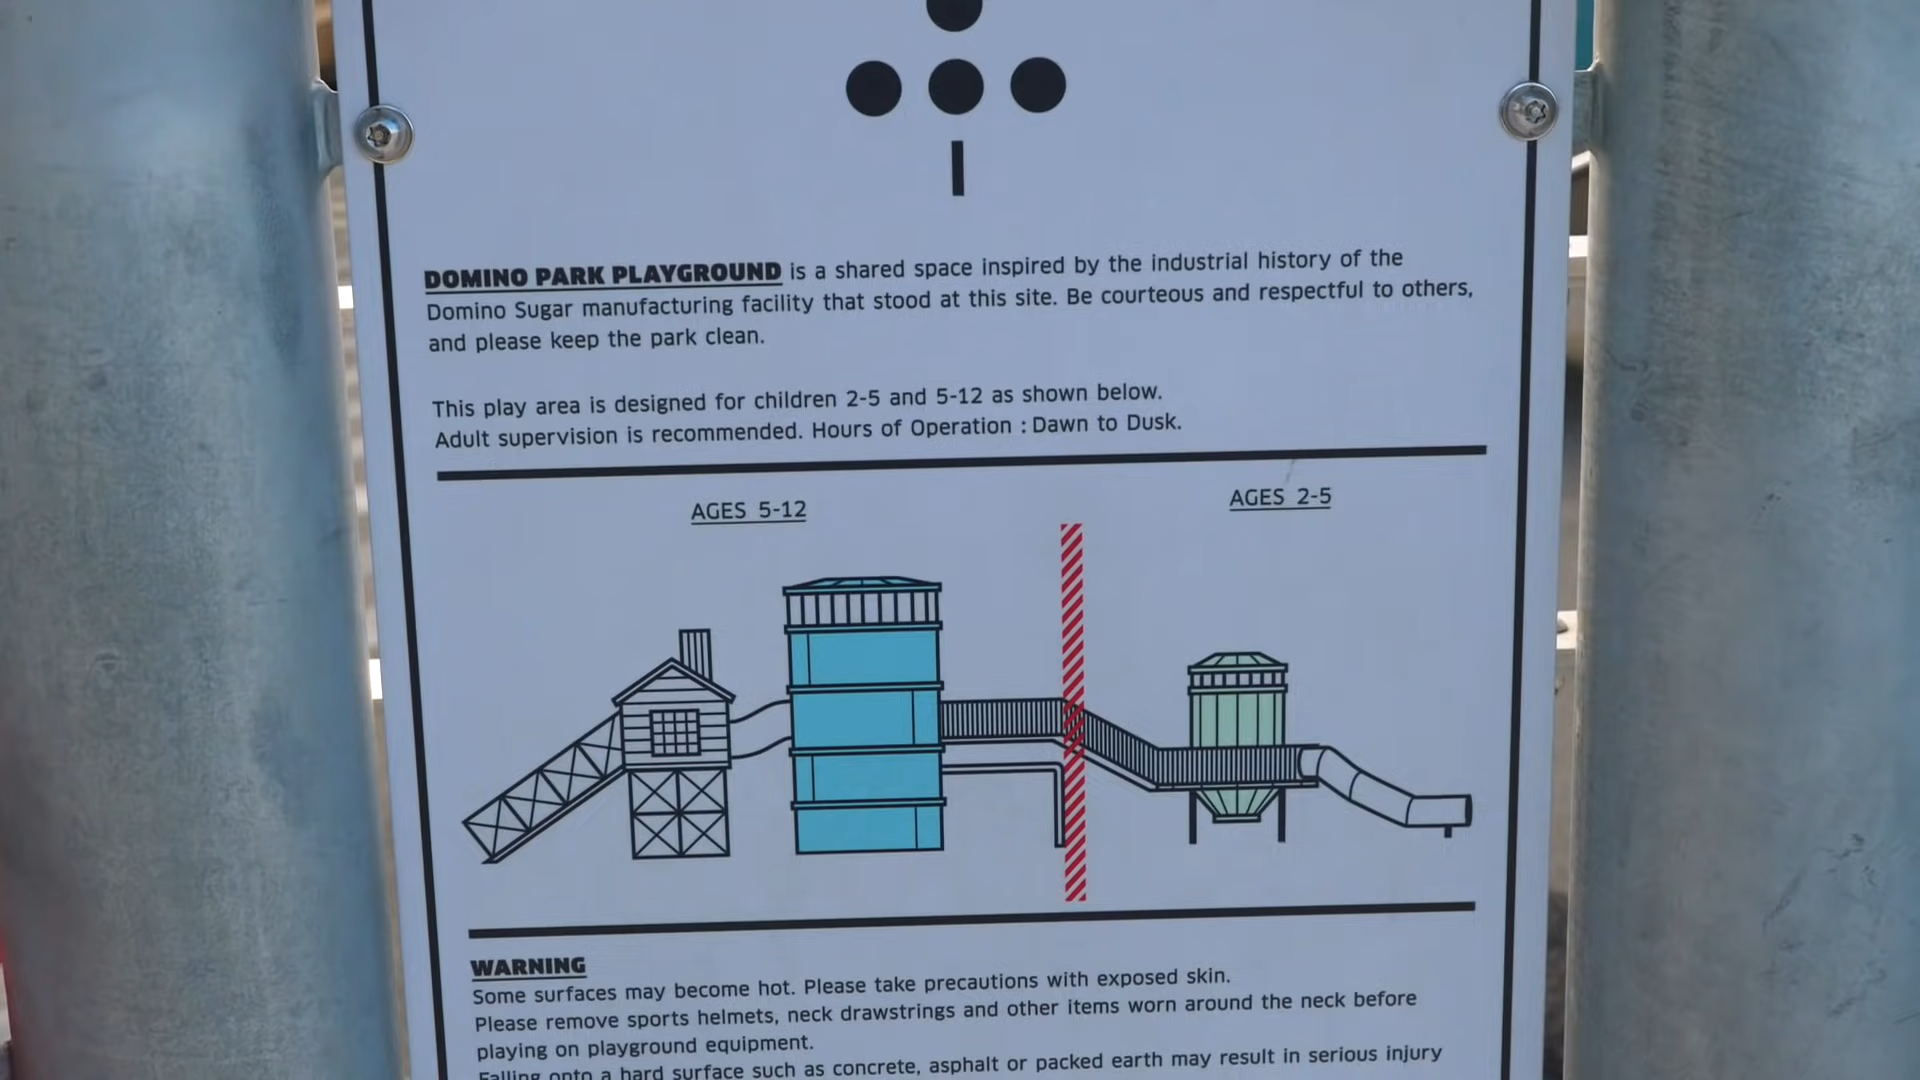 DOMINO PARK PLAYGROUND is a shared space inspired by the industrial history of the
Domino Sugar manufacturing facility that stood at this site. Be courteous and respectful to others,
and please keep the park clean.
This play area is designed for children 2-5 and 5-12 as shown below.
Adult supervision is recommended. Hours of Operation : Dawn to Dusk.
AGES 5-12
AGES 2-5
WARNING
Some surfaces may become hot. Please take precautions with exposed skin.
Please remove sports helmets, neck drawstrings and other items worn around the neck before
playing on playground equipment.
Falling onto a hard surface such as concrete, asphalt or packed earth may result in serious injury